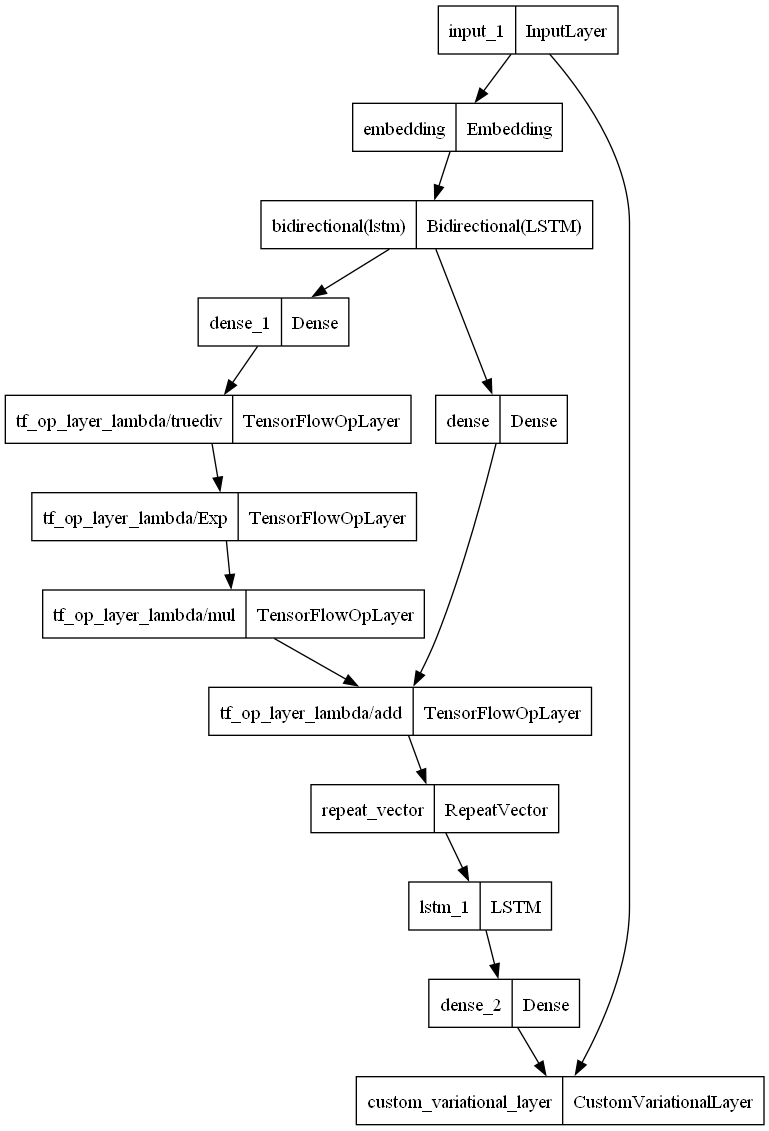 input_1 InputLayer
embedding Embedding
bidirectional(lstm) Bidirectional(LSTM)
dense_1 Dense
tf_op_layer_lambda/truediv TensorFlowOpLayer
dense Dense
tf_op_layer_lambda/Exp TensorFlowOpLayer
tf_op_layer_lambda/mul TensorFlowOpLayer
tf_op_layer_lambda/add TensorFlowOpLayer
repeat_vector RepeatVector
lstm_1 LSTM
dense_2 Dense
custom_variational_layer CustomVariationalLayer